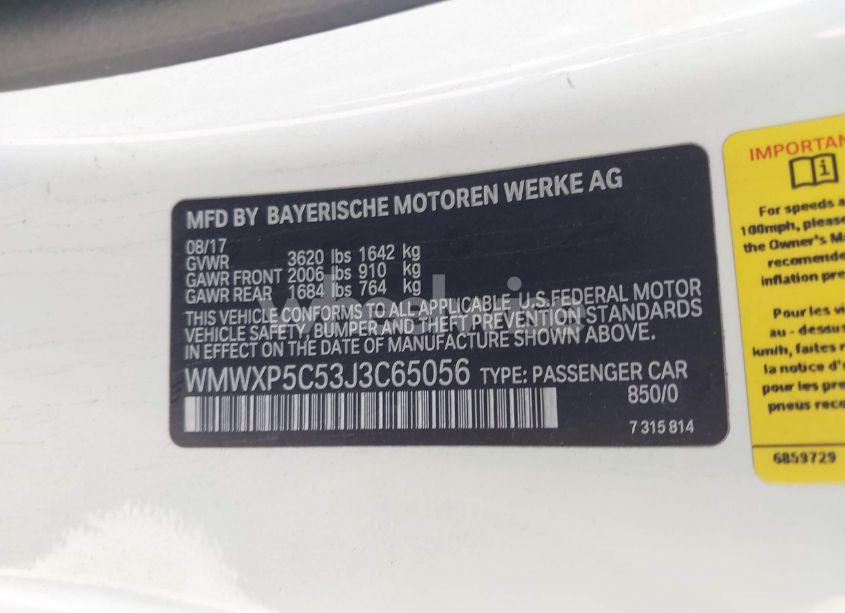 MFD BY BAYERISCHE MOTOREN WERKE AG
08/17
GVWR 3620 lbs 1642 kg
GAWR FRONT 2006 lbs 910 kg
GAWR REAR 1684 lbs 764 kg
THIS VEHICLE CONFORMS TO ALL APPLICABLE U.S.FEDERAL MOTOR
VEHICLE SAFETY, BUMPER AND THEFT PREVENTION STANDARDS
IN EFFECT ON THE DATE OF MANUFACTURE SHOWN ABOVE.
WMWXP5C53J3C65056 TYPE: PASSENGER CAR
850/0
7 315 814
IMPORTAN
i
For speeds a
100mph, please
the Owner's Ma
recommende
inflation pre
Pour les vi
au - dessus
km/h, faites r
la notice d'u
pour les pre
pneus reco
6859729